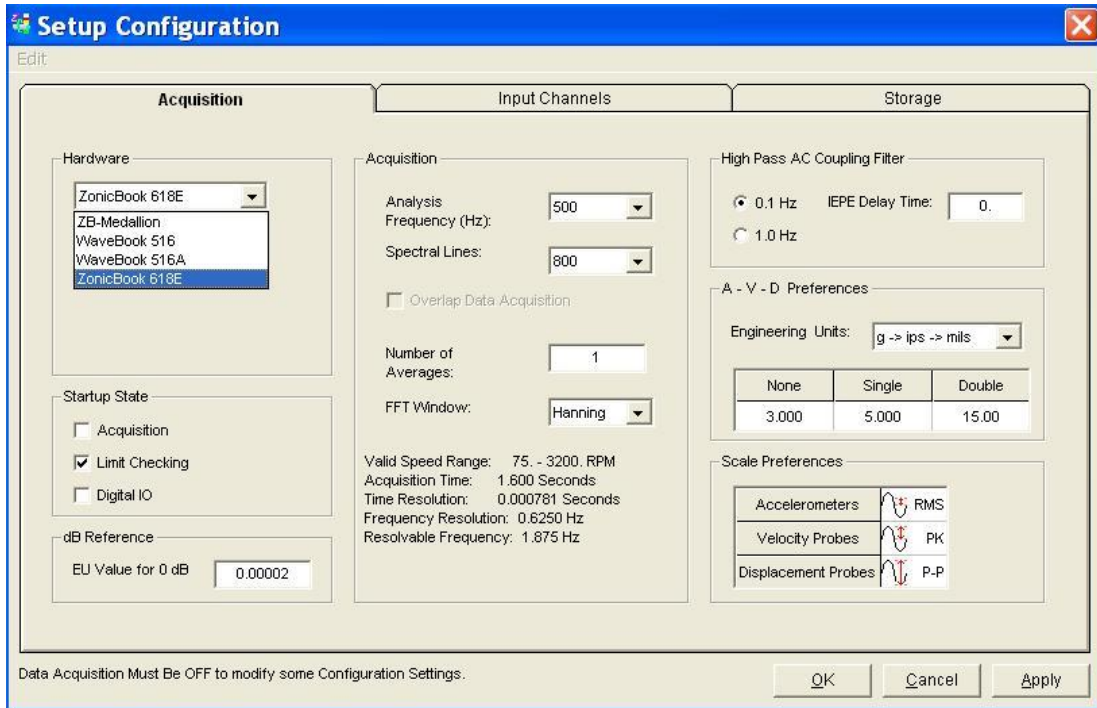 Setup Configuration
Edit
Acquisition
Input Channels
Storage
Hardware
ZonicBook 618E
ZB-Medallion
WaveBook 516
WaveBook 516A
ZonicBook 618E
Startup State
Acquisition
Limit Checking
Digital IO
dB Reference
EU Value for 0 dB 0.00002
Acquisition
Analysis
Frequency (Hz): 500
Spectral Lines: 800
Overlap Data Acquisition
Number of
Averages: 1
FFT Window: Hanning
Valid Speed Range: 75. - 3200. RPM
Acquisition Time: 1.600 Seconds
Time Resolution: 0.000781 Seconds
Frequency Resolution: 0.6250 Hz
Resolvable Frequency: 1.875 Hz
High Pass AC Coupling Filter
0.1 Hz IEPE Delay Time: 0.
1.0 Hz
A - V - D Preferences
Engineering Units: g -> ips -> mils
None Single Double
3.000 5.000 15.00
Scale Preferences
Accelerometers RMS
Velocity Probes PK
Displacement Probes P-P
Data Acquisition Must Be OFF to modify some Configuration Settings.
OK Cancel Apply